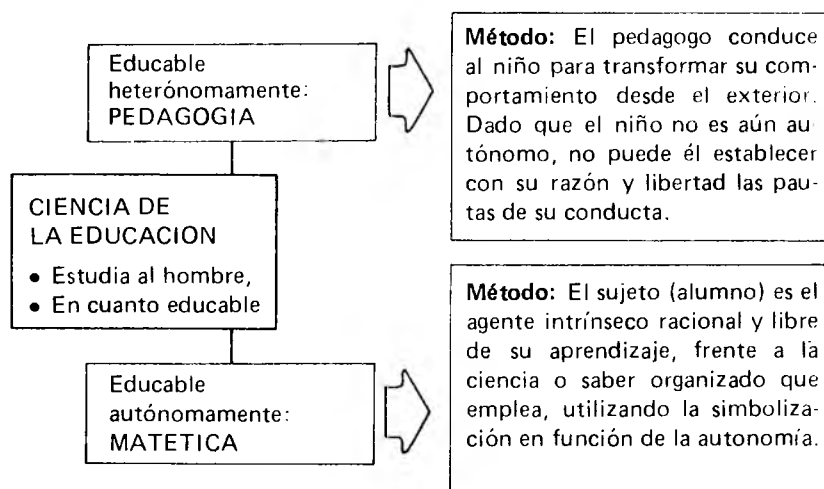 Educable
heterónomamente:
PEDAGOGIA
Método: El pedagogo conduce
al niño para transformar su com-
portamiento desde el exterior.
Dado que el niño no es aún au-
tónomo, no puede él establecer
con su razón y libertad las pau-
tas de su conducta.
CIENCIA DE
LA EDUCACION
• Estudia al hombre,
• En cuanto educable
Educable
autónomamente:
MATETICA
Método: El sujeto (alumno) es el
agente intrínseco racional y libre
de su aprendizaje, frente a la
ciencia o saber organizado que
emplea, utilizando la simboliza-
ción en función de la autonomía.